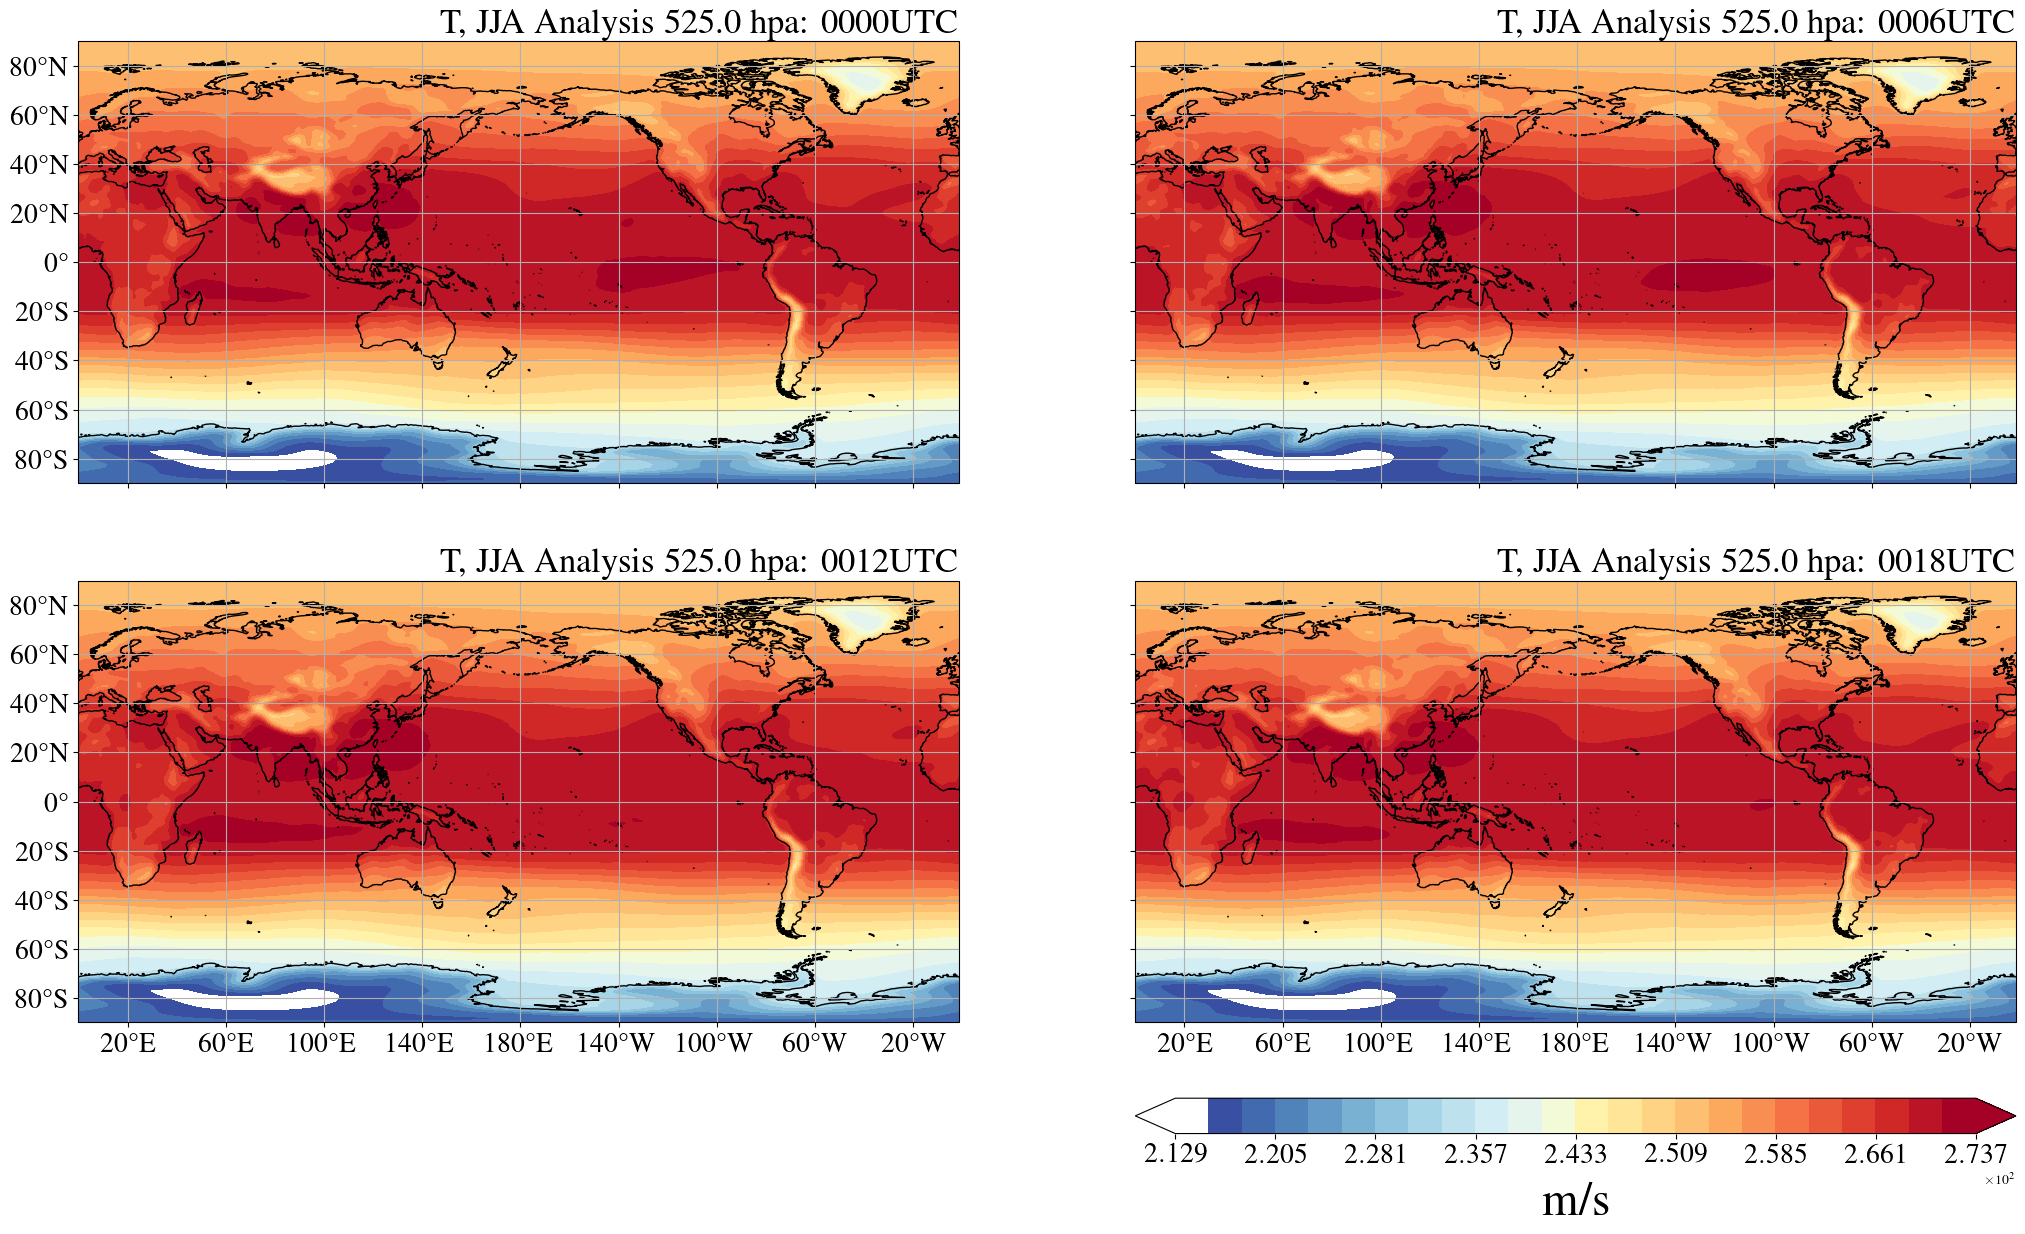 T, JJA Analysis 525.0 hpa: 0000UTC
T, JJA Analysis 525.0 hpa: 0006UTC
80°N
60°N
40°N
20°N
0°
20°S
40°S
60°S
80°S
T, JJA Analysis 525.0 hpa: 0012UTC
T, JJA Analysis 525.0 hpa: 0018UTC
80°N
60°N
40°N
20°N
0°
20°S
40°S
60°S
80°S
20°E 60°E 100°E 140°E 180°E 140°W 100°W 60°W 20°W
20°E 60°E 100°E 140°E 180°E 140°W 100°W 60°W 20°W
2.129 2.205 2.281 2.357 2.433 2.509 2.585 2.661 2.737
×10²
m/s